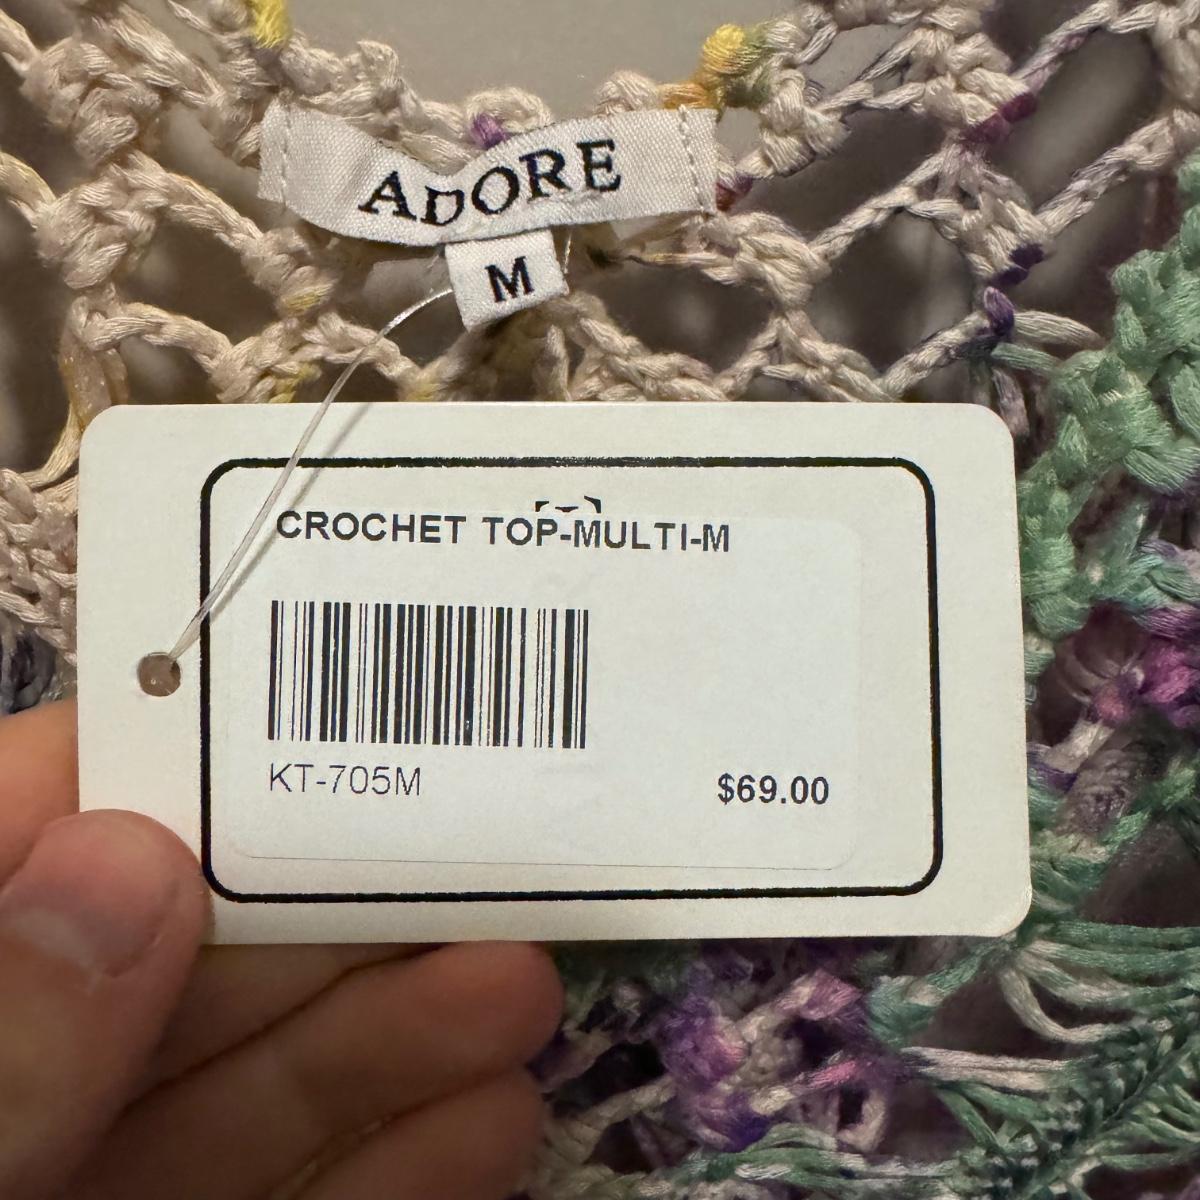 ADORE
M
CROCHET TOP-MULTI-M
KT-705M
$69.00